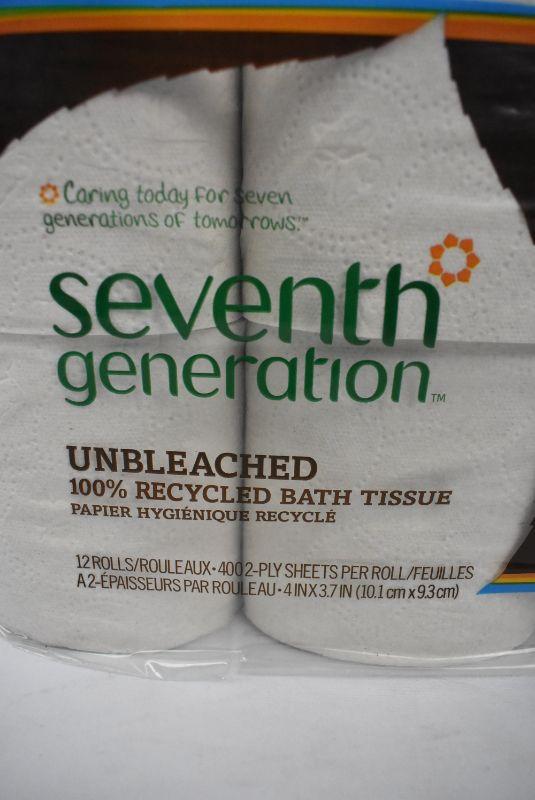 Caring today for seven
generations of tomorrows.™
seventh
generation™
UNBLEACHED
100% RECYCLED BATH TISSUE
PAPIER HYGIÉNIQUE RECYCLÉ
12 ROLLS/ROULEAUX • 400 2-PLY SHEETS PER ROLL/FEUILLES
A 2-ÉPAISSEURS PAR ROULEAU • 4 IN X 3.7 IN (10.1 cm x 9.3 cm)